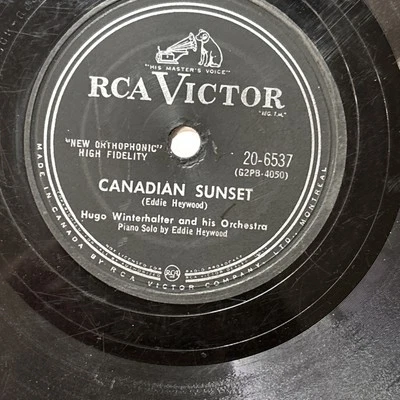 "HIS MASTER'S VOICE"
RCA VICTOR
"REG. T.M."
"NEW ORTHOPHONIC"
HIGH FIDELITY
20-6537
(G2PB-4050)
CANADIAN SUNSET
(Eddie Heywood)
Hugo Winterhalter and his Orchestra
Piano Solo by Eddie Heywood
RCA
MADE IN CANADA BY RCA VICTOR COMPANY, LTD., MONTREAL